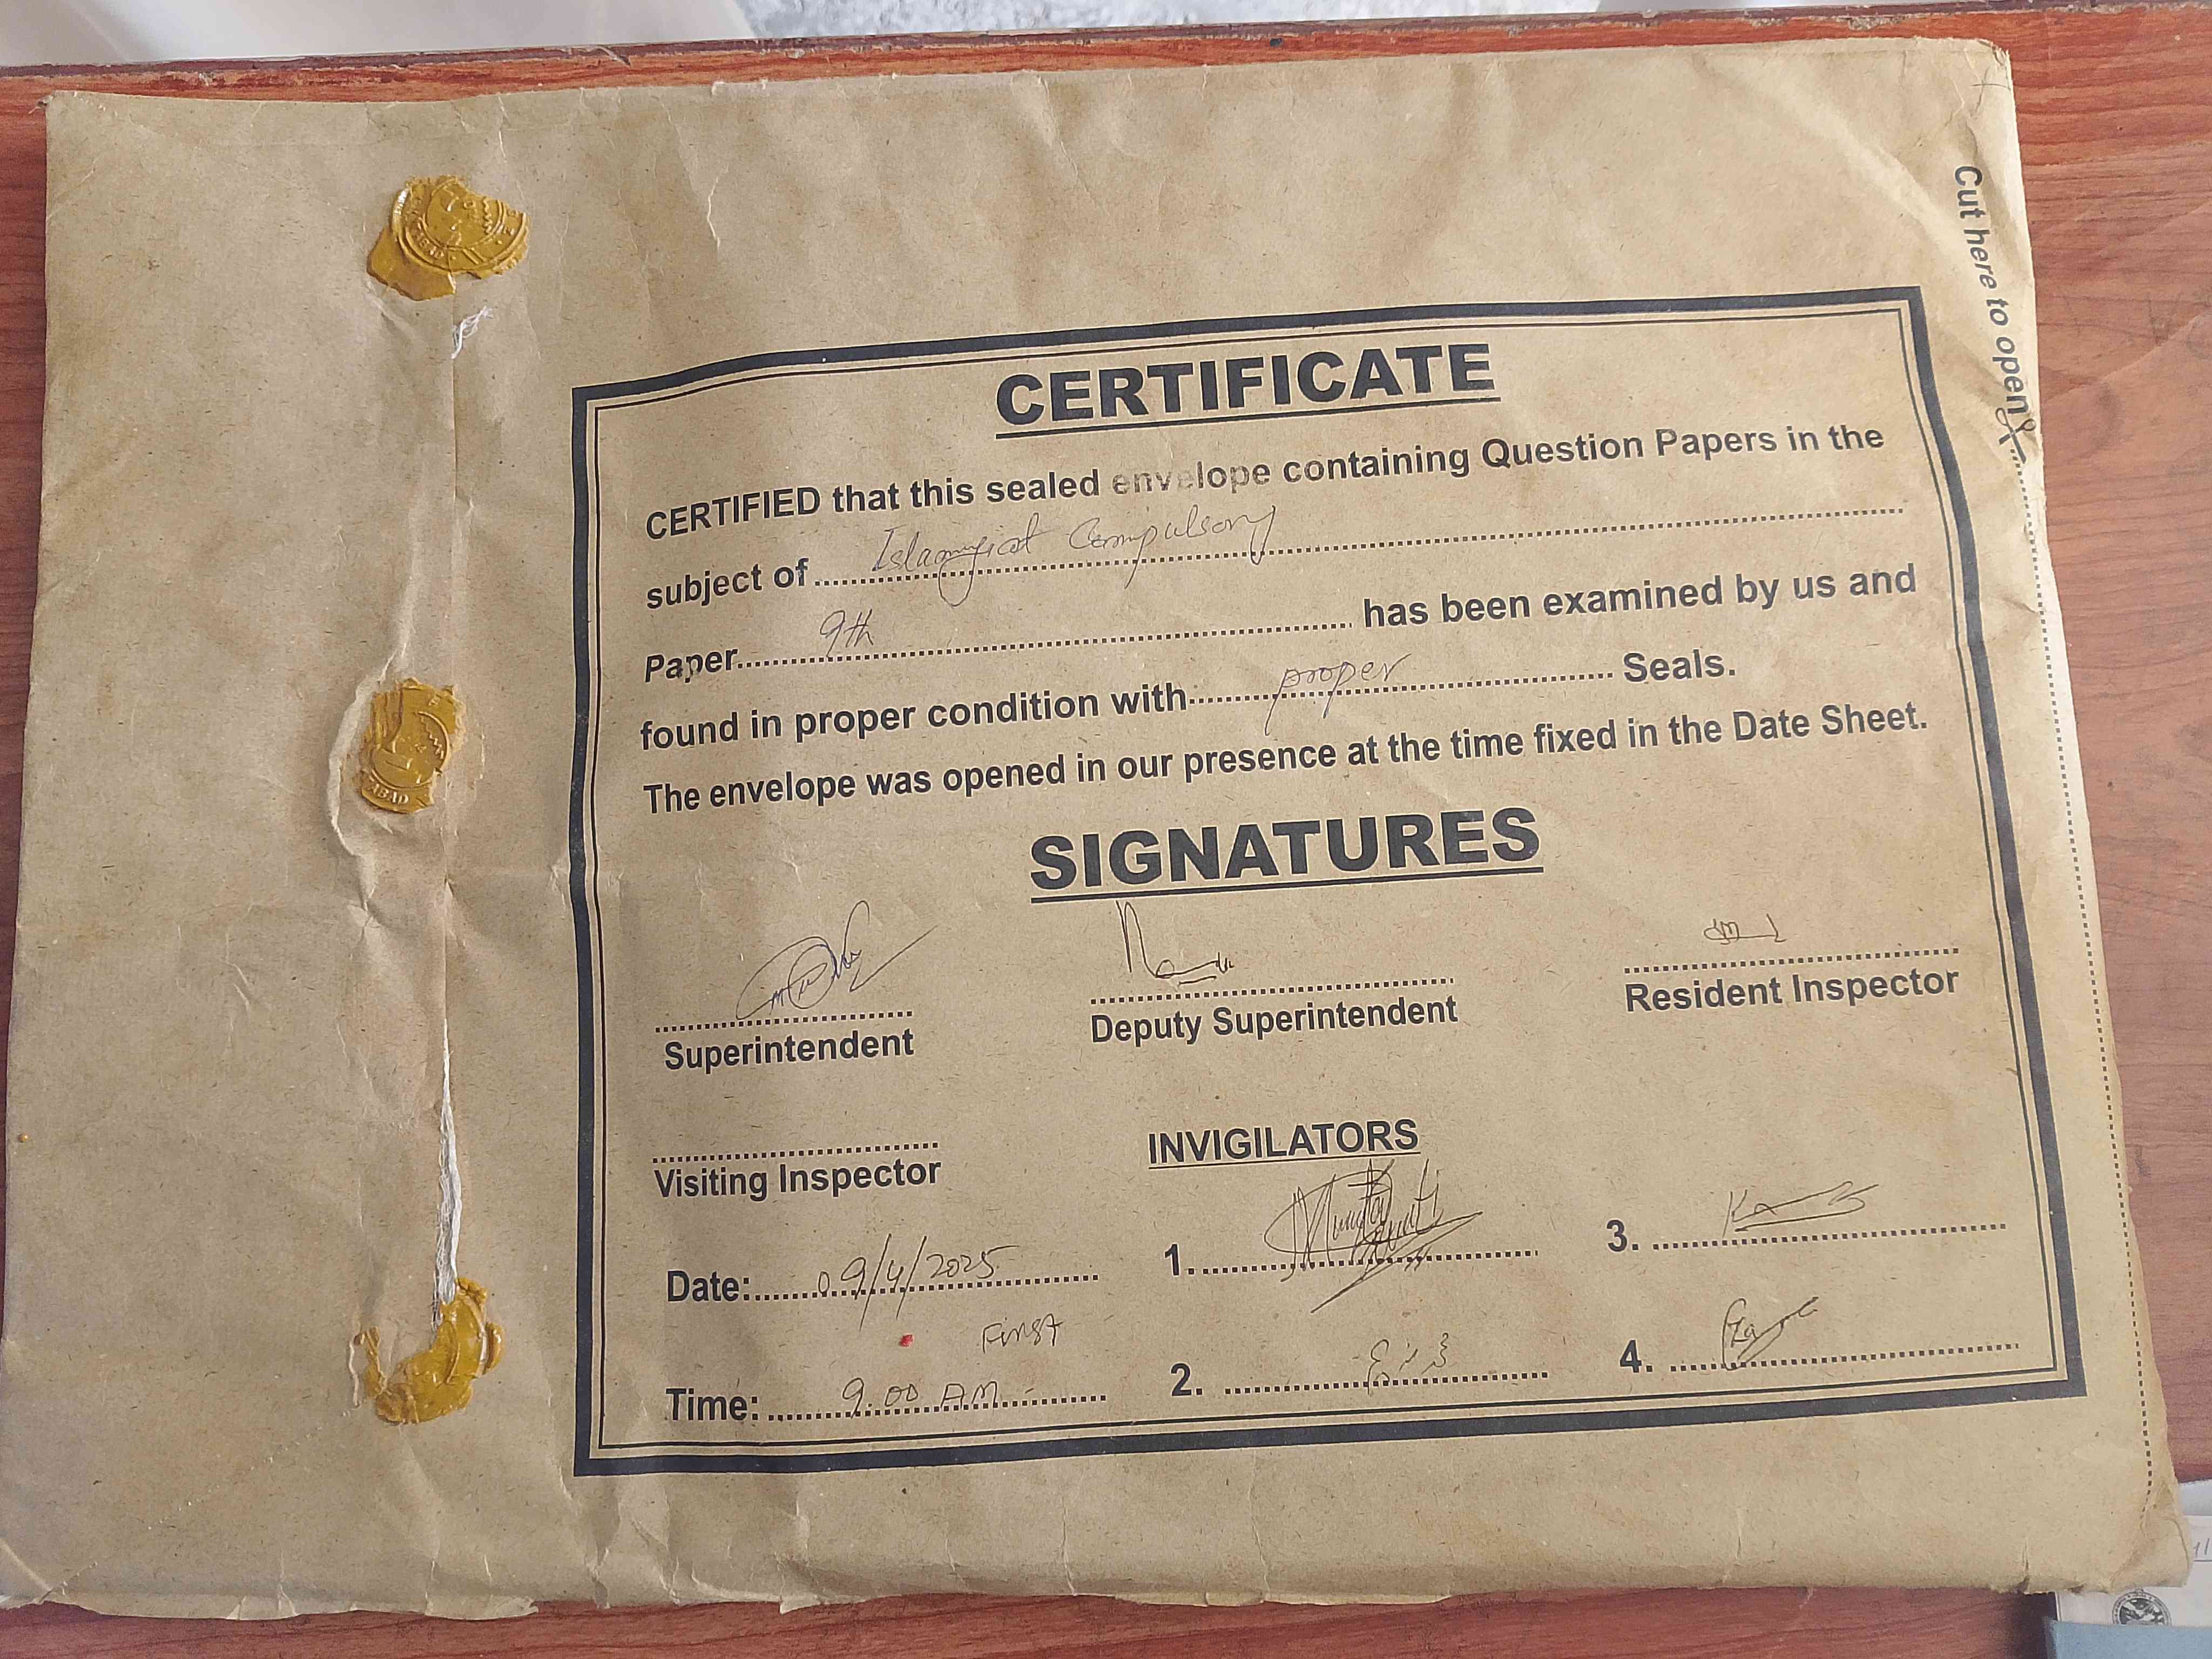 Cut here to open
CERTIFICATE
CERTIFIED that this sealed envelope containing Question Papers in the
subject of Islamiyiat Compulsory
Paper 9th has been examined by us and
found in proper condition with proper Seals.
The envelope was opened in our presence at the time fixed in the Date Sheet.
SIGNATURES
Superintendent
Deputy Superintendent
Resident Inspector
Visiting Inspector
INVIGILATORS
Date: 09/4/2025
1.
3.
First
Time: 9:00 AM
2.
4.
ABAD
ABAD